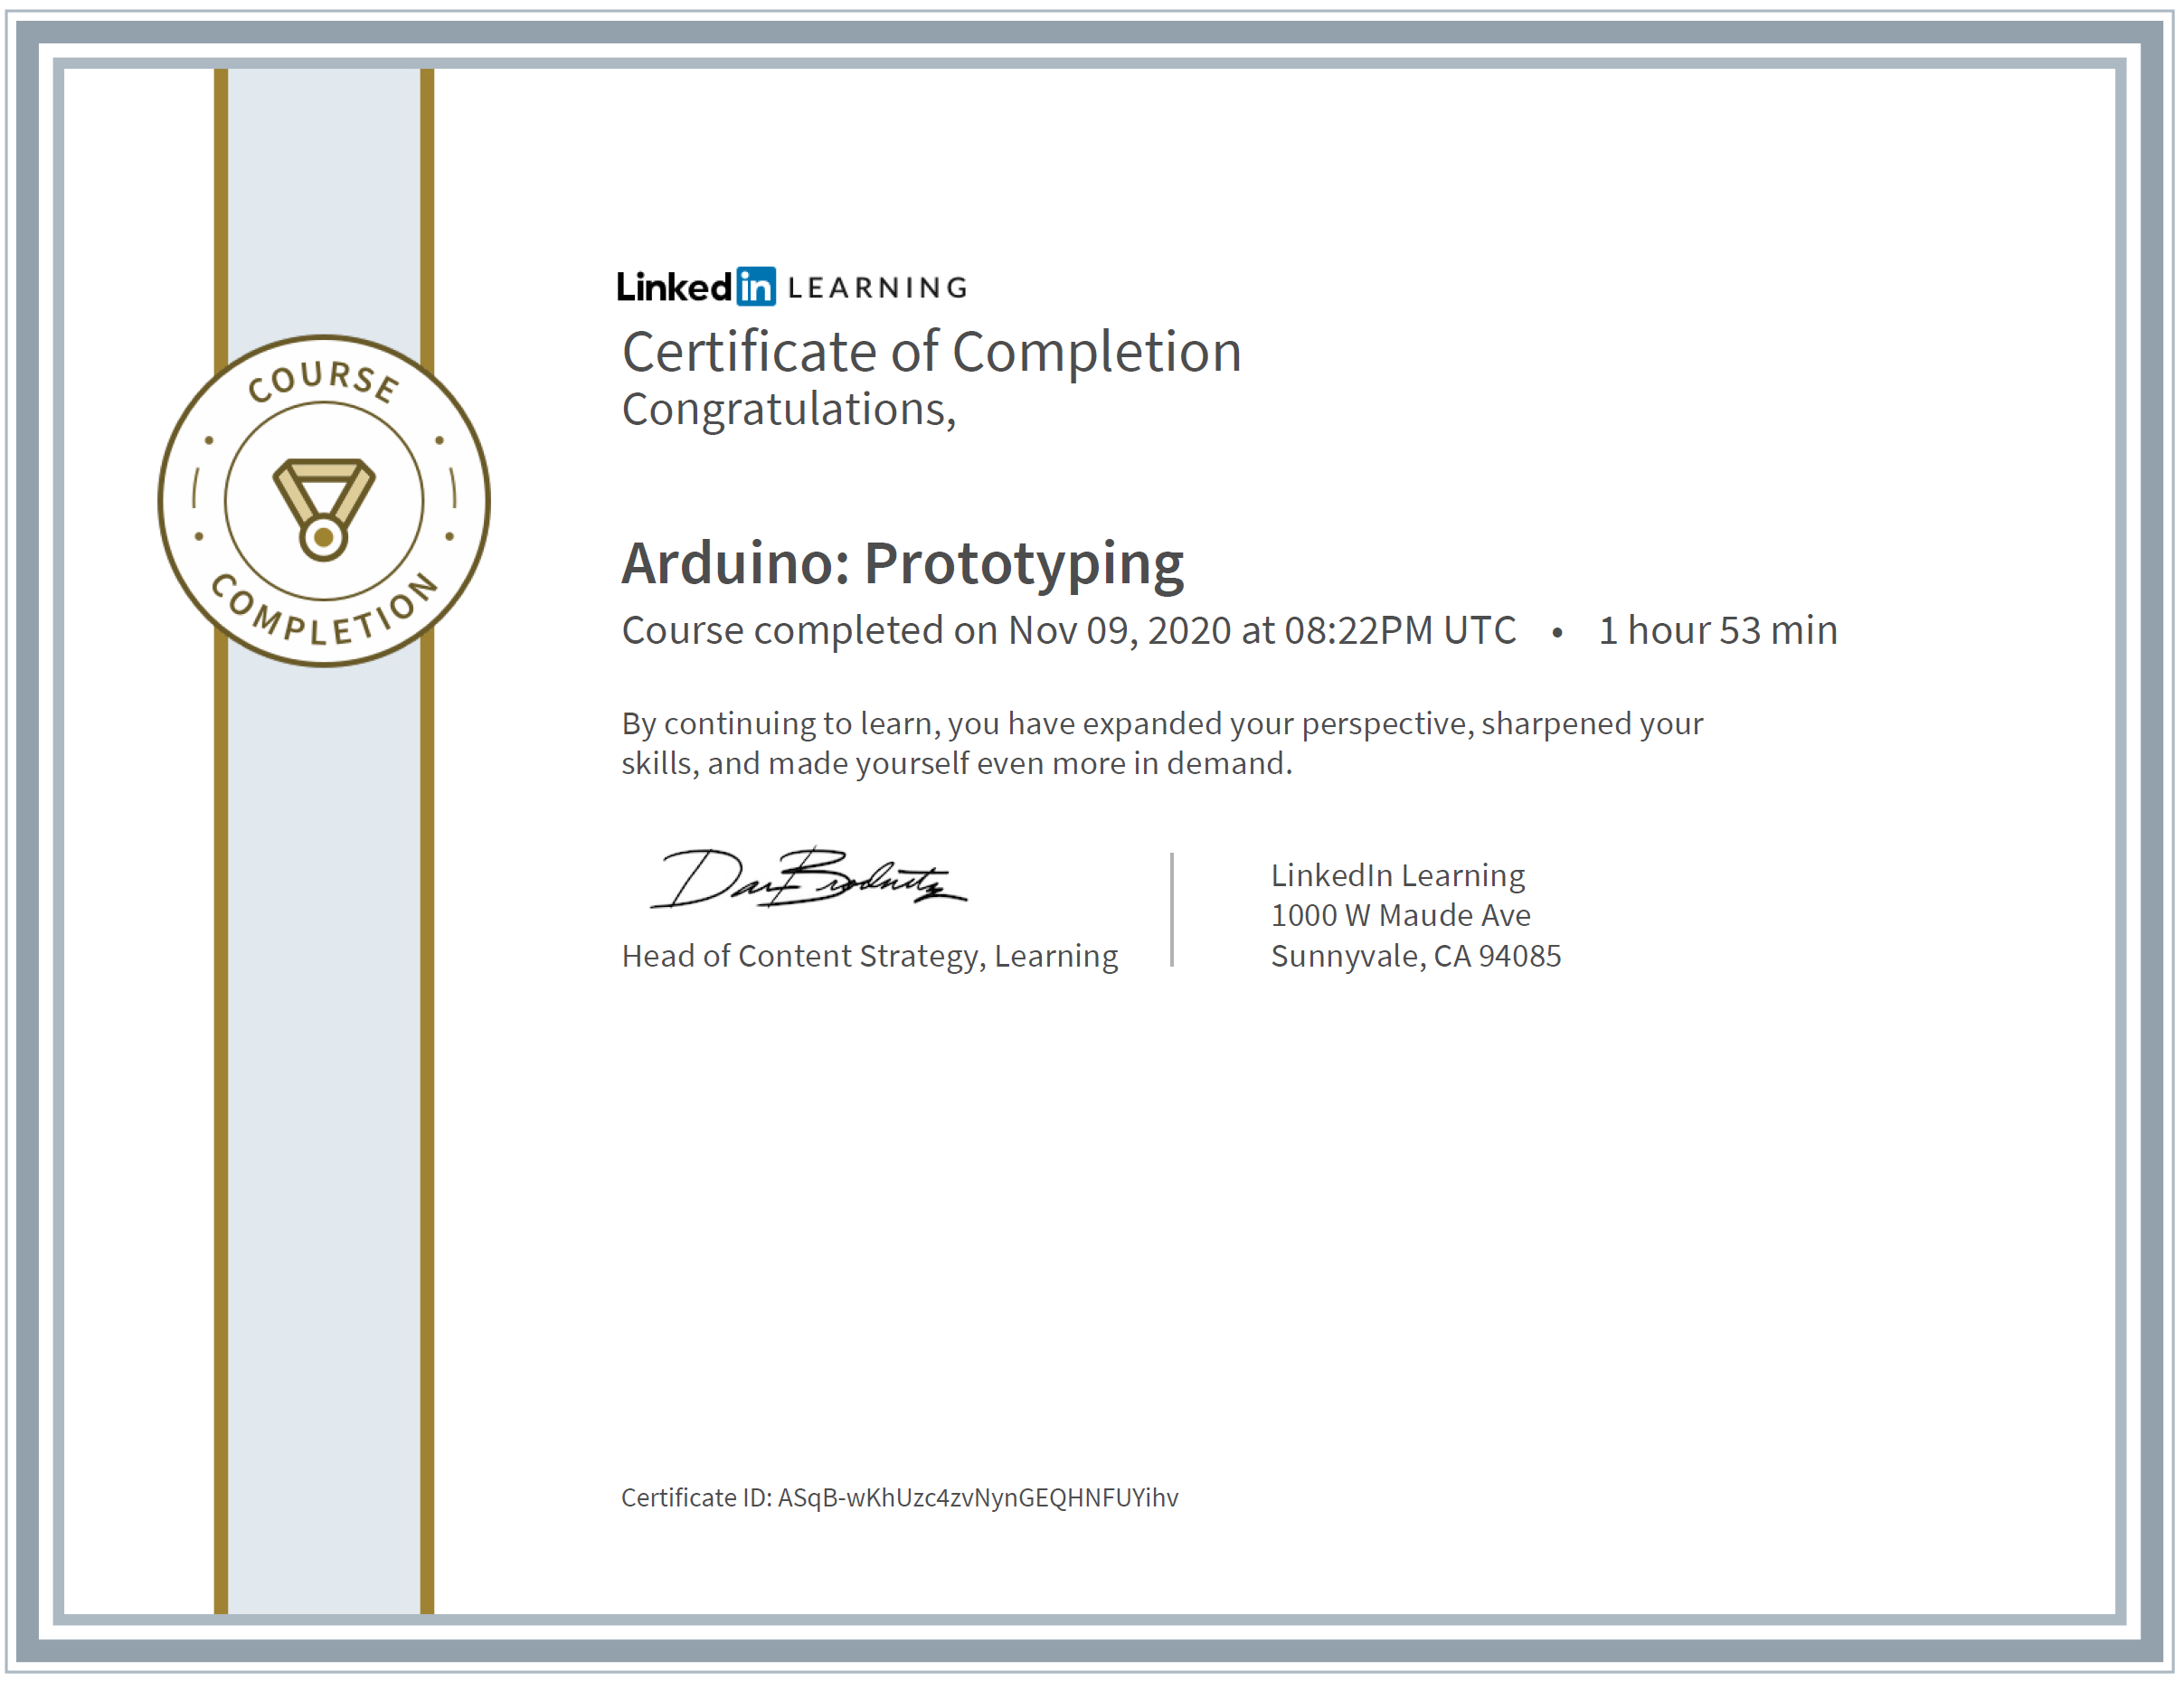 COURSE
COMPLETION
Linked in LEARNING
Certificate of Completion
Congratulations,
Arduino: Prototyping
Course completed on Nov 09, 2020 at 08:22PM UTC • 1 hour 53 min
By continuing to learn, you have expanded your perspective, sharpened your
skills, and made yourself even more in demand.
Dan Brodnitz
Head of Content Strategy, Learning
LinkedIn Learning
1000 W Maude Ave
Sunnyvale, CA 94085
Certificate ID: ASqB-wKhUzc4zvNynGEQHNFUYihv